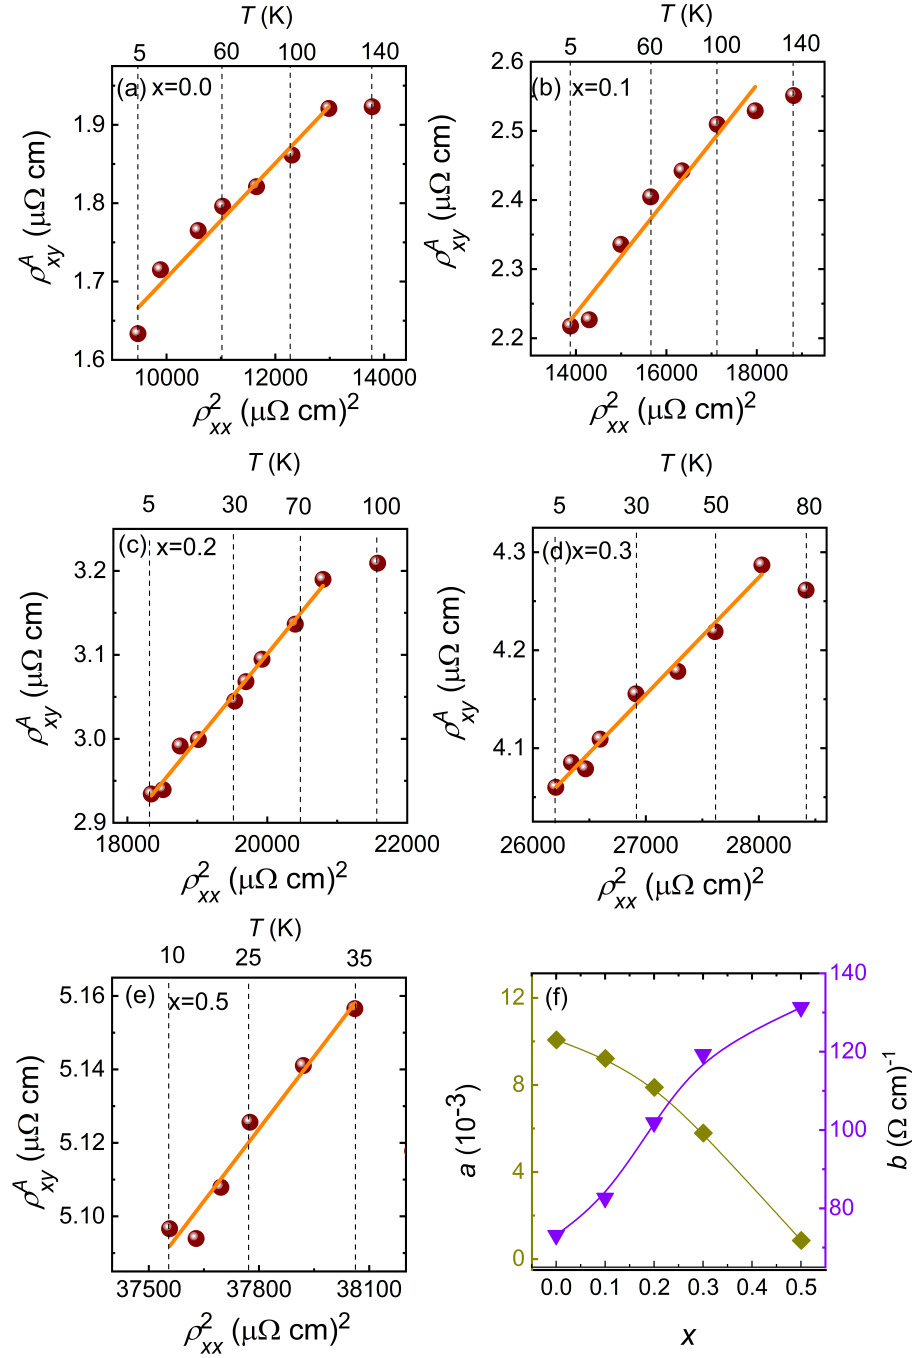 T (K)
5 60 100 140
(a) x=0.0
1.9
1.8
1.7
1.6
ρ^A_xy (μΩ cm)
10000 12000 14000
ρ²_xx (μΩ cm)²
T (K)
5 60 100 140
(b) x=0.1
2.6
2.5
2.4
2.3
2.2
ρ^A_xy (μΩ cm)
14000 16000 18000
ρ²_xx (μΩ cm)²
T (K)
5 30 70 100
(c) x=0.2
3.2
3.1
3.0
2.9
ρ^A_xy (μΩ cm)
18000 20000 22000
ρ²_xx (μΩ cm)²
T (K)
5 30 50 80
(d) x=0.3
4.3
4.2
4.1
ρ^A_xy (μΩ cm)
26000 27000 28000
ρ²_xx (μΩ cm)²
T (K)
10 25 35
(e) x=0.5
5.16
5.14
5.12
5.10
ρ^A_xy (μΩ cm)
37500 37800 38100
ρ²_xx (μΩ cm)²
(f)
12
8
4
0
a (10⁻³)
140
120
100
80
b (Ω cm)⁻¹
0.0 0.1 0.2 0.3 0.5
x